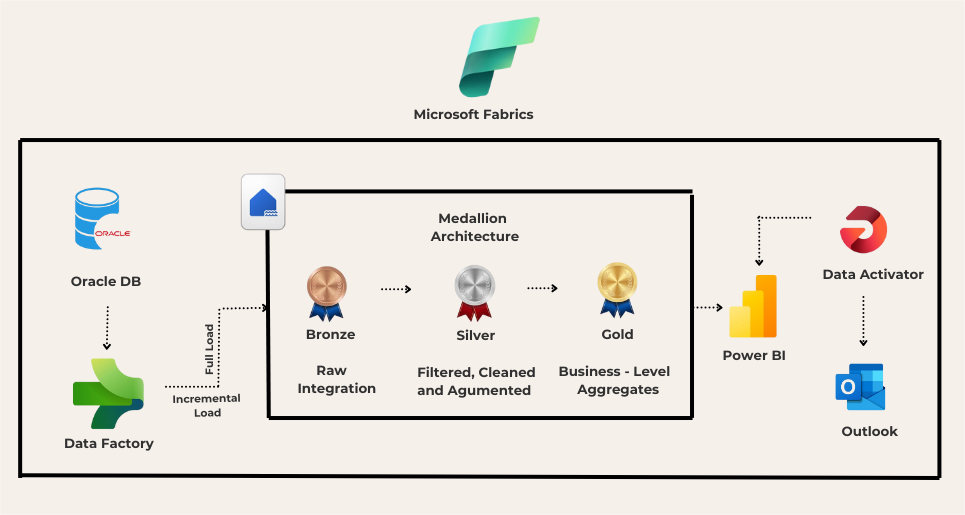 Microsoft Fabrics
ORACLE
Oracle DB
Data Factory
Full Load
Incremental
Load
Medallion
Architecture
Bronze
Raw
Integration
Silver
Filtered, Cleaned
and Agumented
Gold
Business - Level
Aggregates
Power BI
Data Activator
O
Outlook